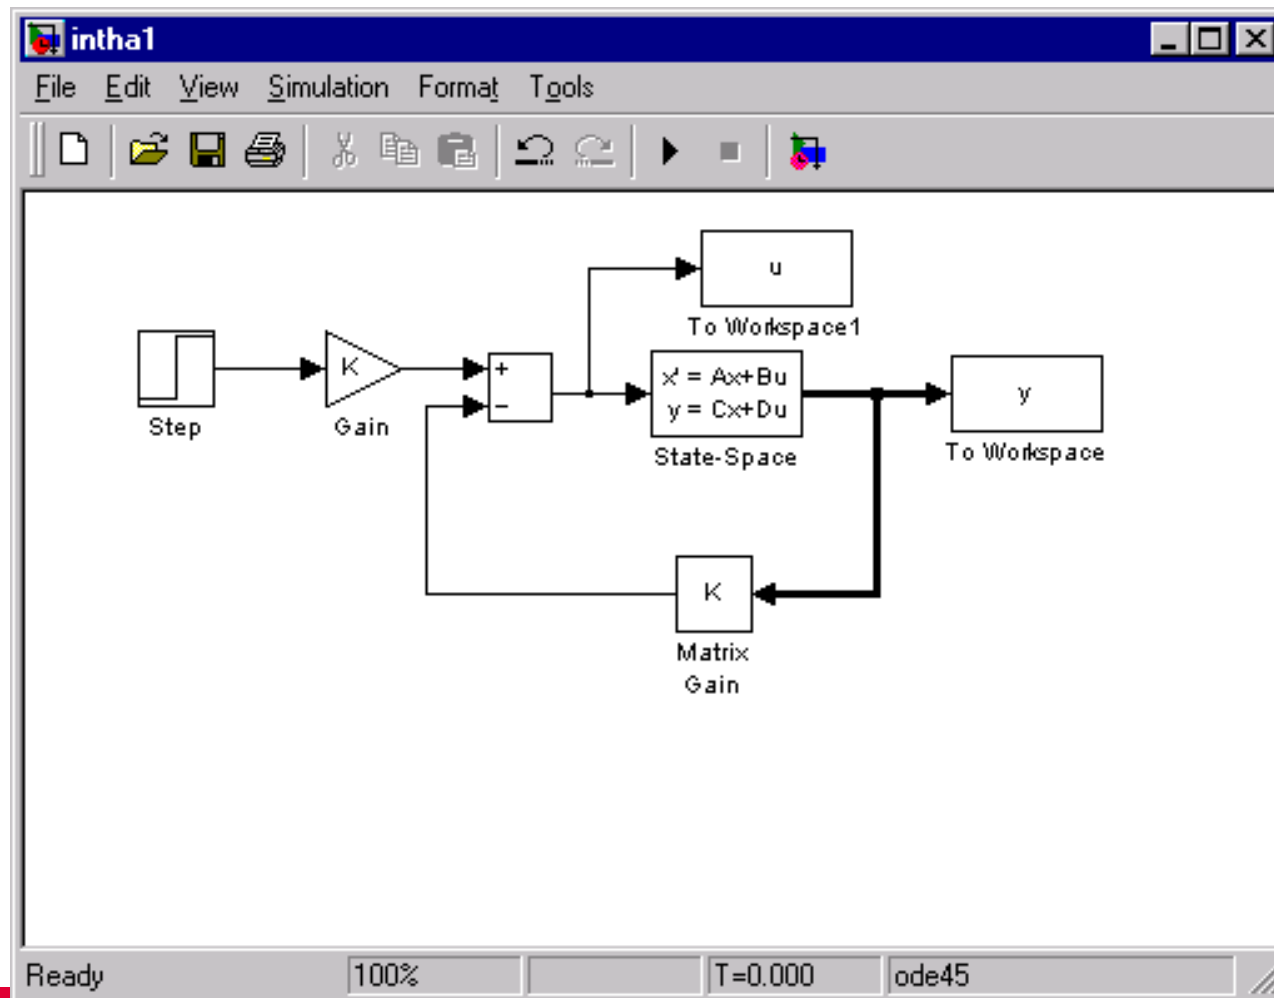 intha1
File Edit View Simulation Format Tools
u
To Workspace1
Step
K
Gain
+
−
x' = Ax+Bu
y = Cx+Du
State-Space
y
To Workspace
K
Matrix
Gain
Ready 100% T=0.000 ode45